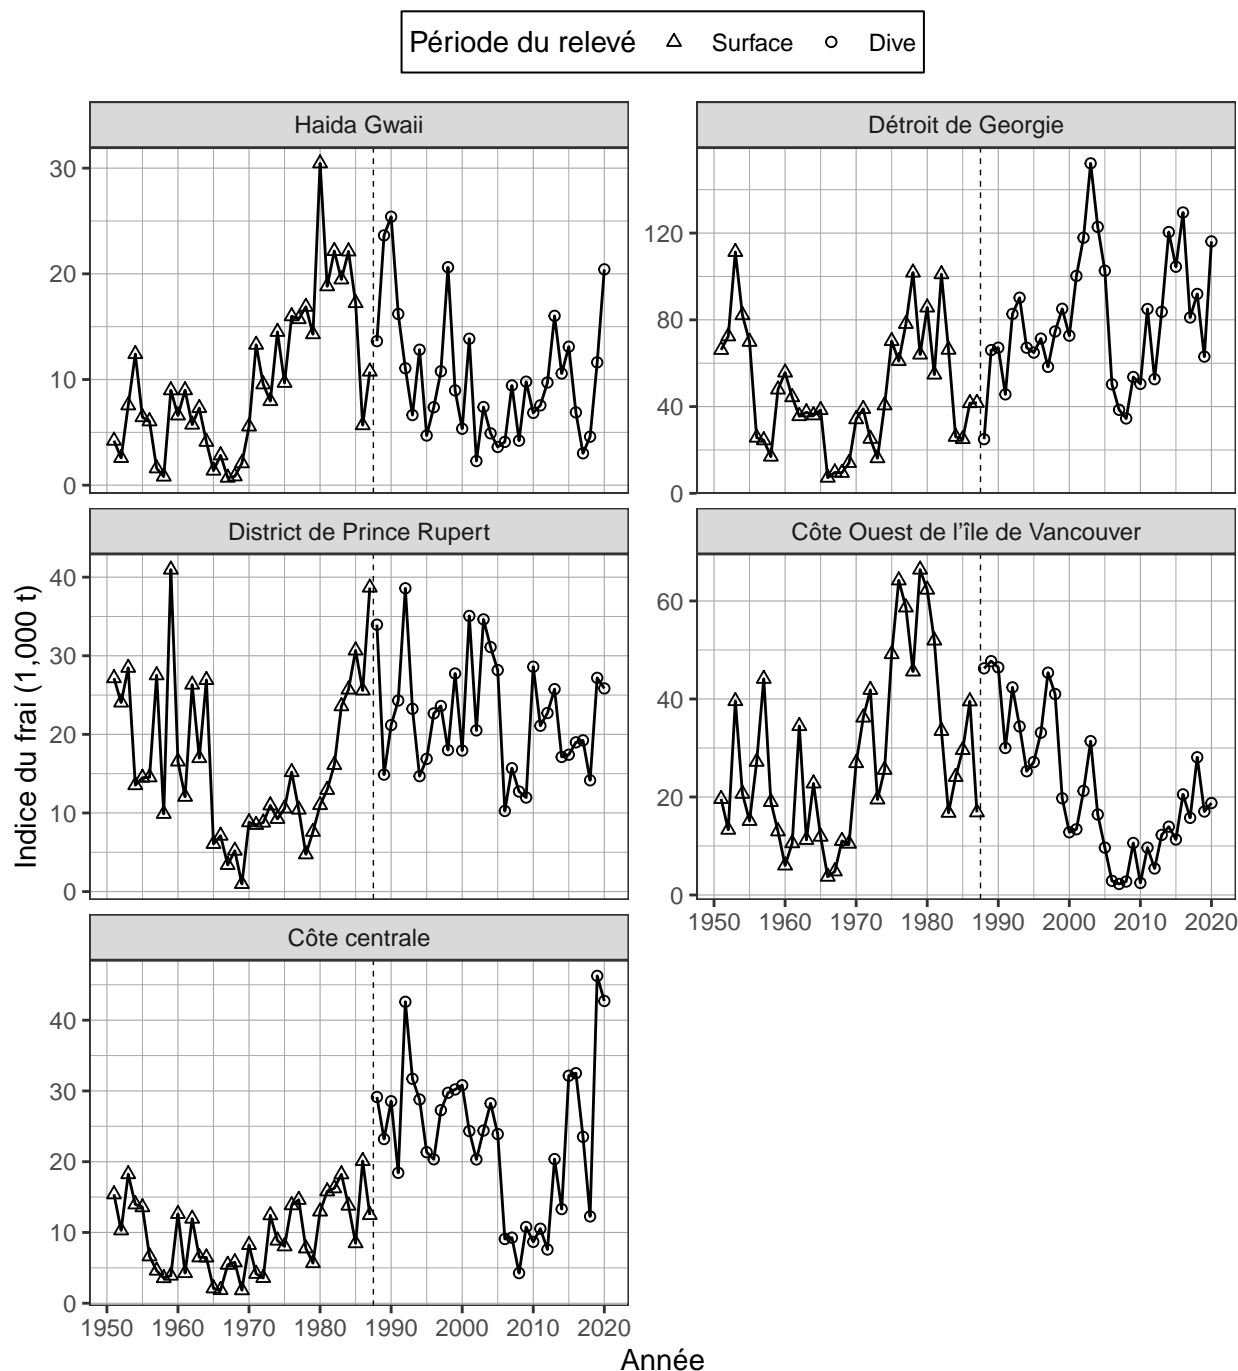 Période du relevé Surface Dive
Haida Gwaii
30
20
10
0
Détroit de Georgie
120
80
40
0
District de Prince Rupert
40
30
20
10
0
Côte Ouest de l'île de Vancouver
60
40
20
0
1950 1960 1970 1980 1990 2000 2010 2020
Côte centrale
40
30
20
10
0
1950 1960 1970 1980 1990 2000 2010 2020
Indice du frai (1,000 t)
Année